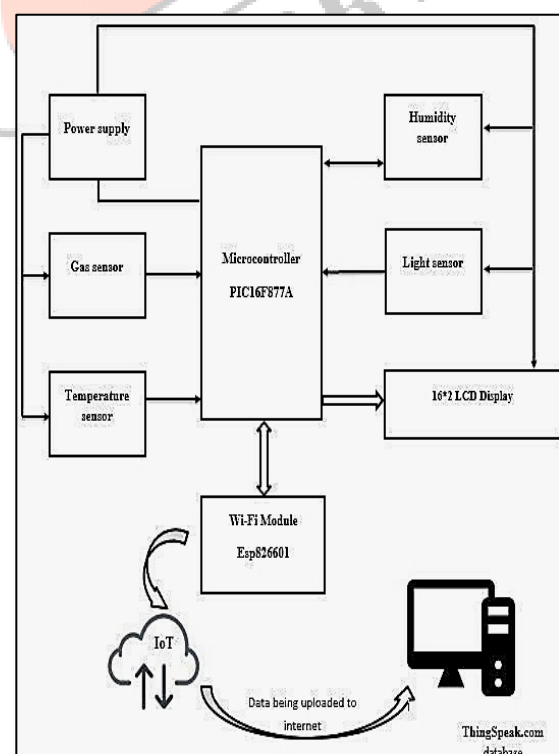 Power supply
Humidity
sensor
Gas sensor
Microcontroller
PIC16F877A
Light sensor
Temperature
sensor
16*2 LCD Display
Wi-Fi Module
Esp826601
IoT
Data being uploaded to
internet
ThingSpeak.com
database